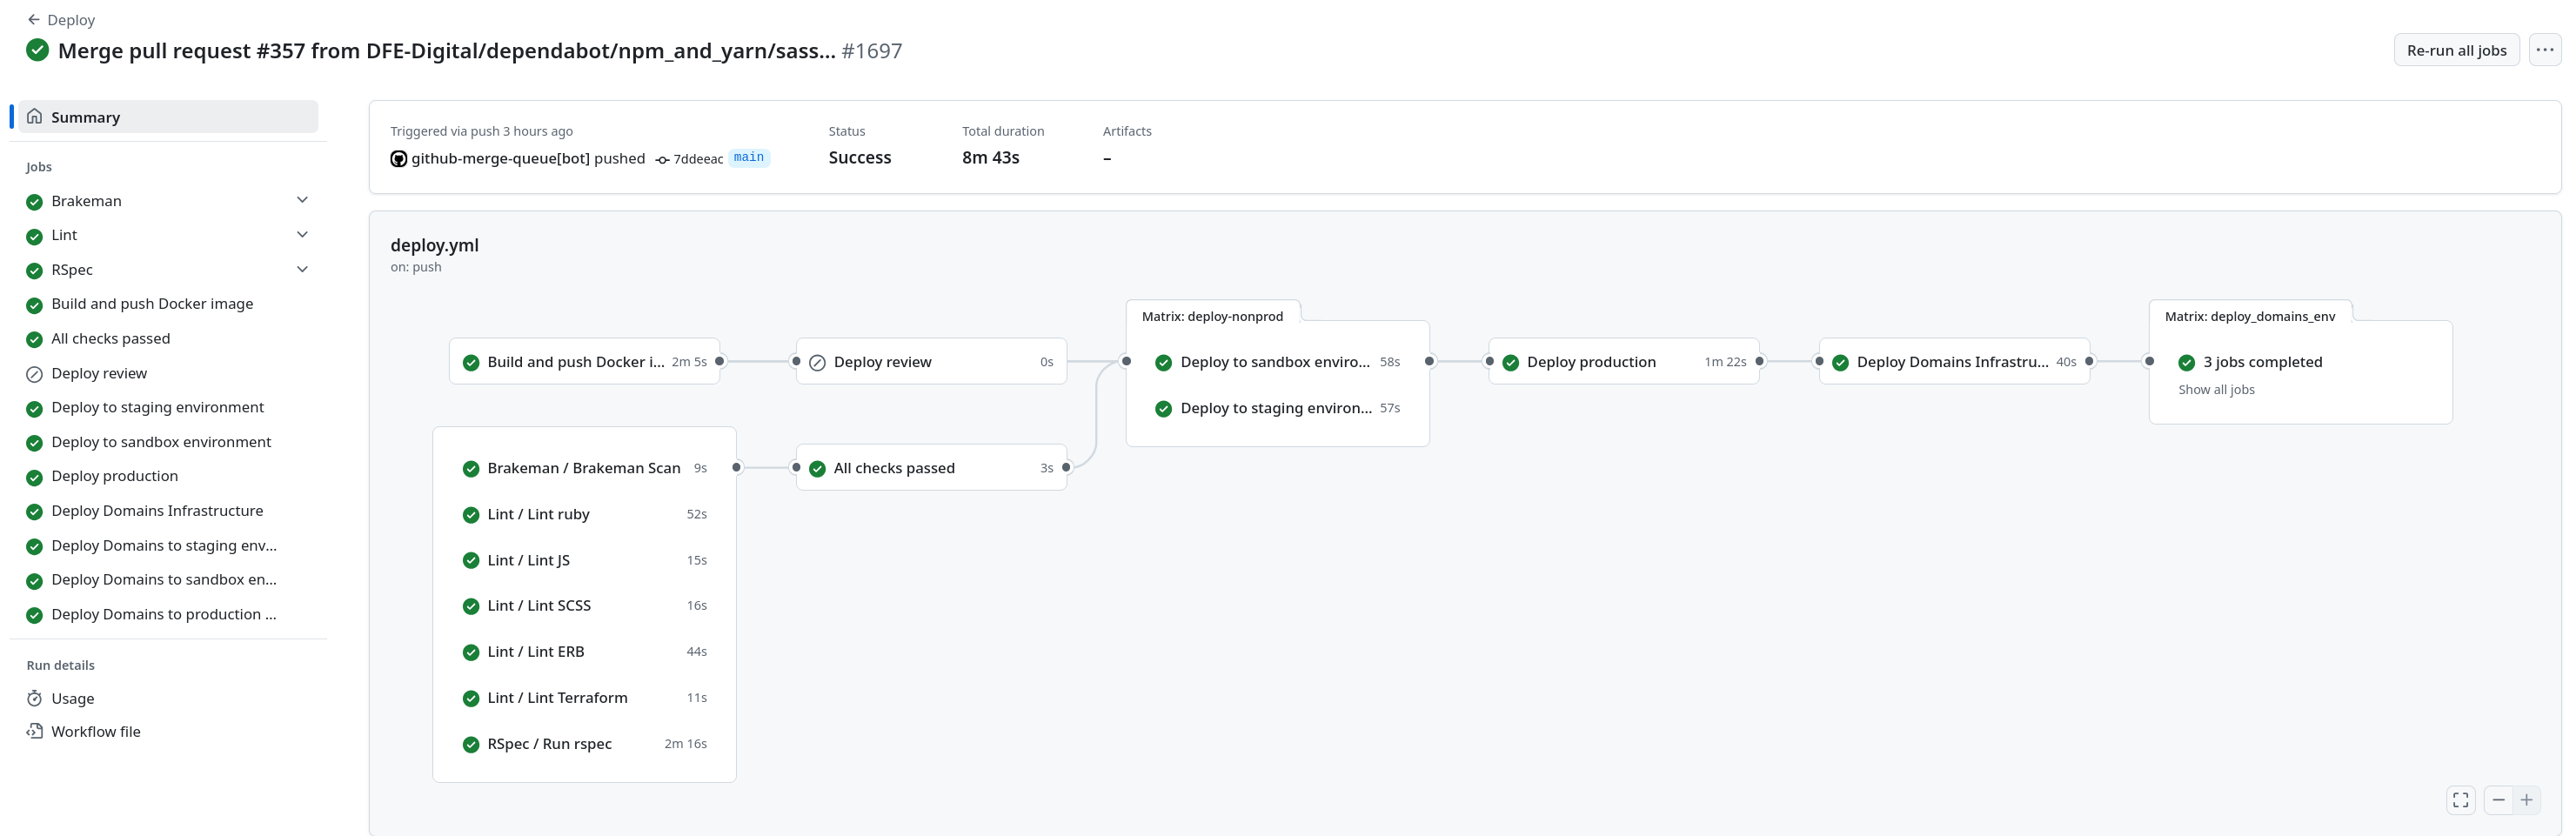 Deploy
Merge pull request #357 from DFE-Digital/dependabot/npm_and_yarn/sass... #1697
Re-run all jobs
Summary
Jobs
Brakeman
Lint
RSpec
Build and push Docker image
All checks passed
Deploy review
Deploy to staging environment
Deploy to sandbox environment
Deploy production
Deploy Domains Infrastructure
Deploy Domains to staging env...
Deploy Domains to sandbox en...
Deploy Domains to production ...
Run details
Usage
Workflow file
Triggered via push 3 hours ago
github-merge-queue[bot] pushed 7ddeeac main
Status
Success
Total duration
8m 43s
Artifacts
–
deploy.yml
on: push
Build and push Docker i... 2m 5s
Deploy review 0s
Matrix: deploy-nonprod
Deploy to sandbox enviro... 58s
Deploy to staging environ... 57s
Deploy production 1m 22s
Deploy Domains Infrastru... 40s
Matrix: deploy_domains_env
3 jobs completed
Show all jobs
Brakeman / Brakeman Scan 9s
Lint / Lint ruby 52s
Lint / Lint JS 15s
Lint / Lint SCSS 16s
Lint / Lint ERB 44s
Lint / Lint Terraform 11s
RSpec / Run rspec 2m 16s
All checks passed 3s